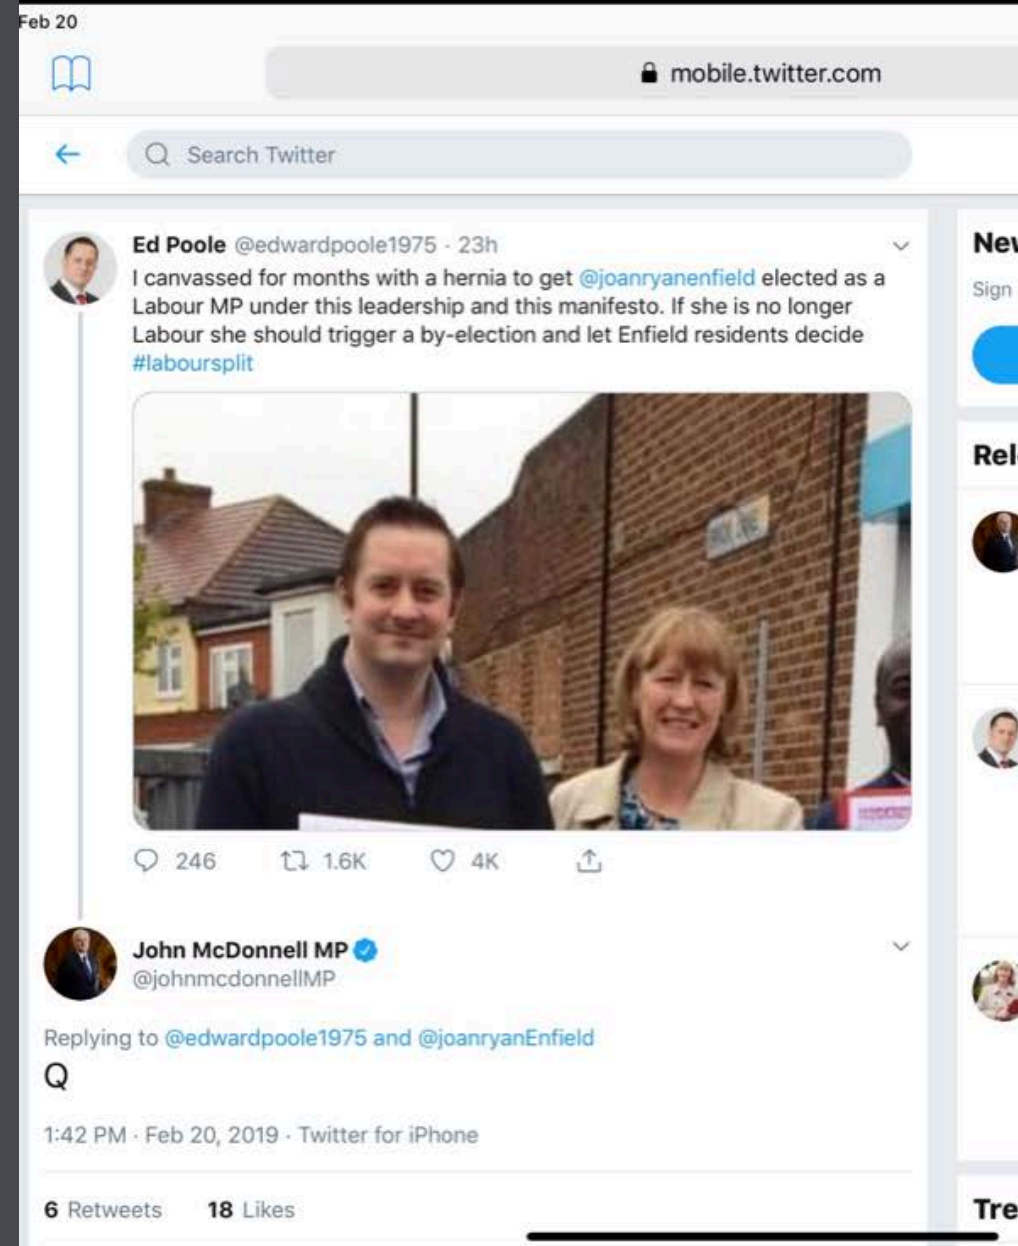 Feb 20
mobile.twitter.com
Search Twitter
Ed Poole @edwardpoole1975 · 23h
I canvassed for months with a hernia to get @joanryanenfield elected as a
Labour MP under this leadership and this manifesto. If she is no longer
Labour she should trigger a by-election and let Enfield residents decide
#laboursplit
246 1.6K 4K
John McDonnell MP
@johnmcdonnellMP
Replying to @edwardpoole1975 and @joanryanEnfield
Q
1:42 PM · Feb 20, 2019 · Twitter for iPhone
6 Retweets 18 Likes
New
Sign
Rel
Tre